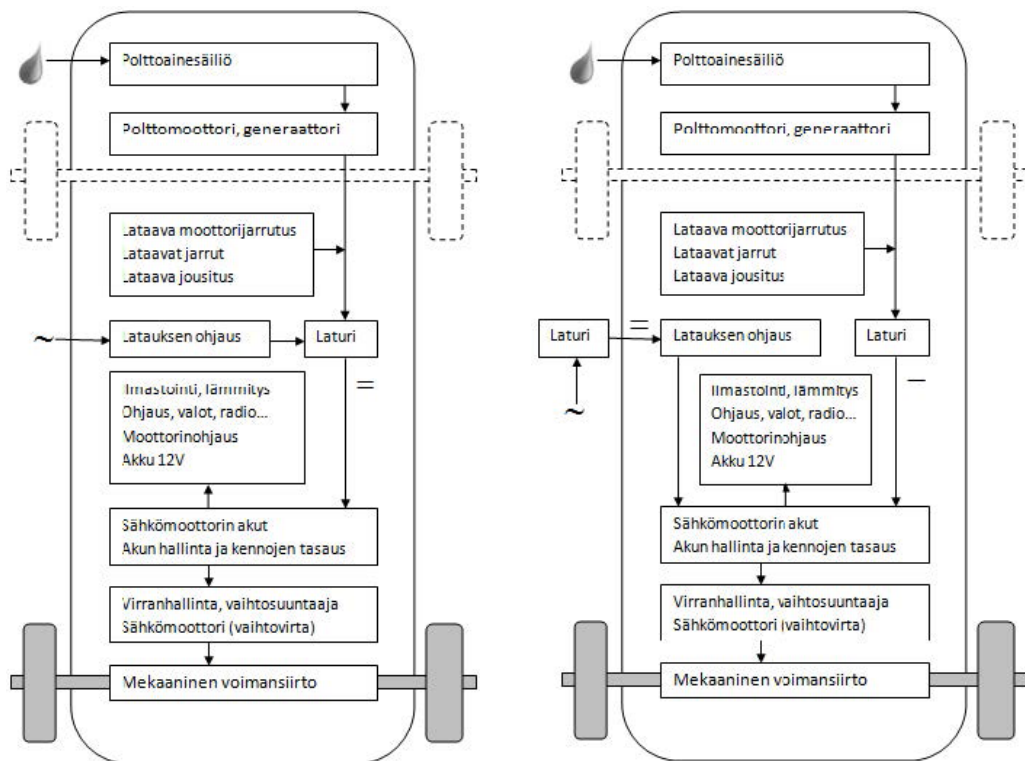 Polttoainesäiliö
Polttomoottori, generaattori
Lataava moottorijarrutus
Lataavat jarrut
Lataava jousitus
~
Latauksen ohjaus
Laturi
=
Ilmastointi, lämmitys
Ohjaus, valot, radio...
Moottorinohjaus
Akku 12V
Sähkömoottorin akut
Akun hallinta ja kennojen tasaus
Virranhallinta, vaihtosuuntaaja
Sähkömoottori (vaihtovirta)
Mekaaninen voimansiirto
Polttoainesäiliö
Polttomoottori, generaattori
Lataava moottorijarrutus
Lataavat jarrut
Lataava jousitus
Laturi
=
Latauksen ohjaus
Laturi
~
Ilmastointi, lämmitys
Ohjaus, valot, radio...
Moottorinohjaus
Akku 12V
Sähkömoottorin akut
Akun hallinta ja kennojen tasaus
Virranhallinta, vaihtosuuntaaja
Sähkömoottori (vaihtovirta)
Mekaaninen voimansiirto